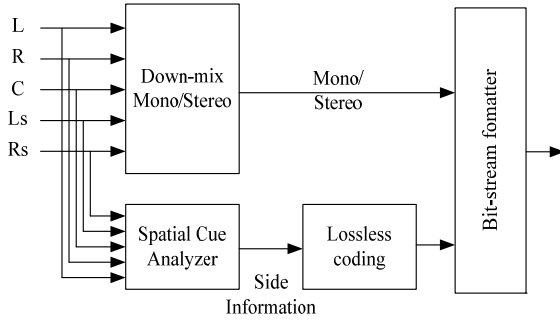 L
R
C
Ls
Rs
Down-mix
Mono/Stereo
Mono/
Stereo
Bit-stream fomatter
Spatial Cue
Analyzer
Lossless
coding
Side
Information